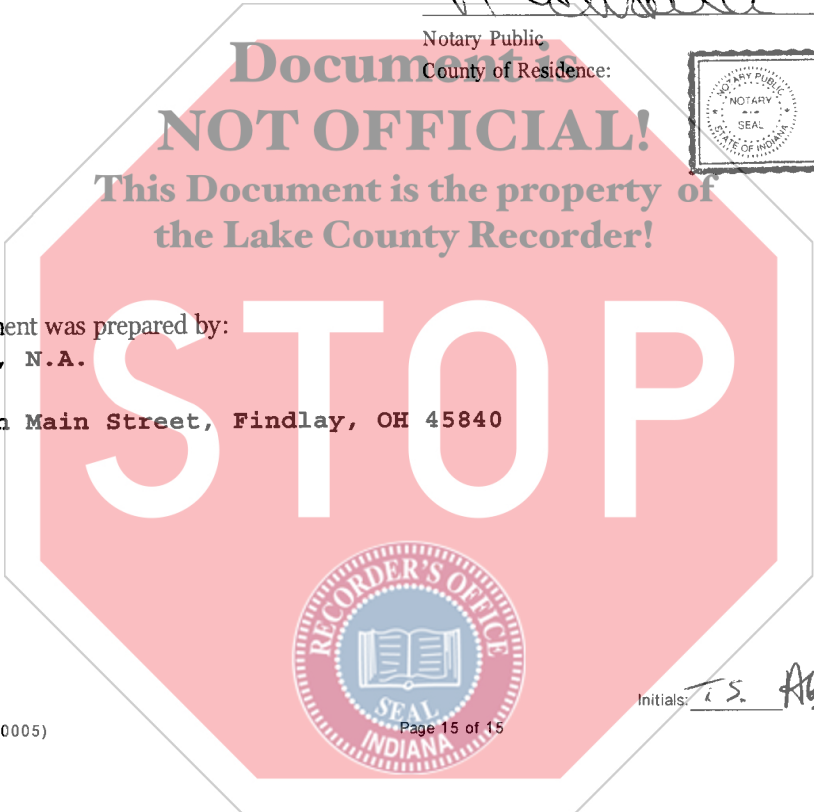 Notary Public
County of Residence:
Document is
NOT OFFICIAL!
This Document is the property of
the Lake County Recorder!
NOTARY PUBLIC
NOTARY
SEAL
STATE OF INDIANA
ent was prepared by:
, N.A.
Main Street, Findlay, OH 45840
STOP
RECORDER'S OFFICE
SEAL
INDIANA
Initials: T.S.
0005)
Page 15 of 15